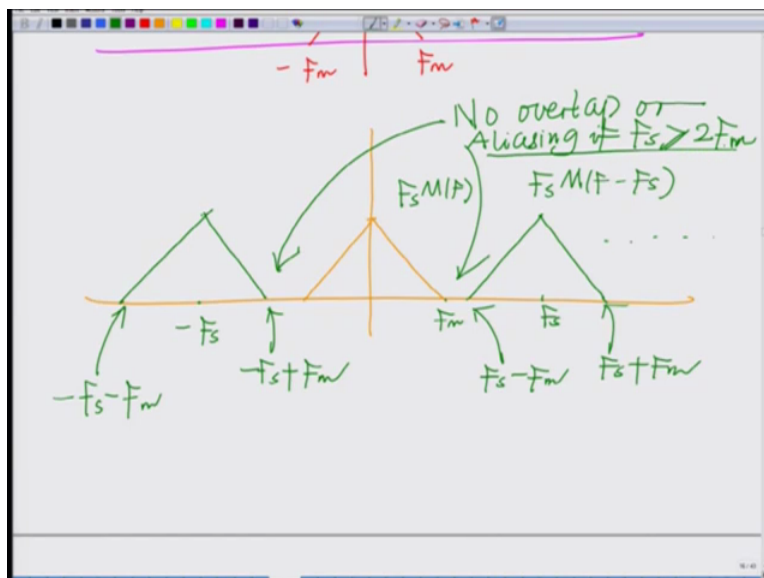 - Fm Fm
No overlap or
Aliasing if Fs > 2Fm
FsM(F) FsM(F - Fs)
. . . . .
-Fs Fm Fs
-Fs-Fm -Fs+Fm Fs-Fm Fs+Fm